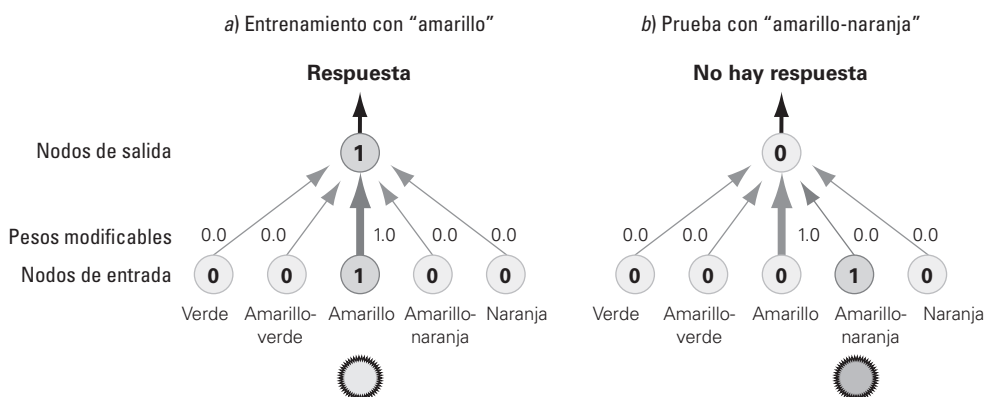 a) Entrenamiento con “amarillo”
Respuesta
Nodos de salida
1
Pesos modificables
0.0 0.0 1.0 0.0 0.0
Nodos de entrada
0 0 1 0 0
Verde Amarillo-verde Amarillo Amarillo-naranja Naranja
b) Prueba con “amarillo-naranja”
No hay respuesta
0
0.0 0.0 1.0 0.0 0.0
0 0 0 1 0
Verde Amarillo-verde Amarillo Amarillo-naranja Naranja